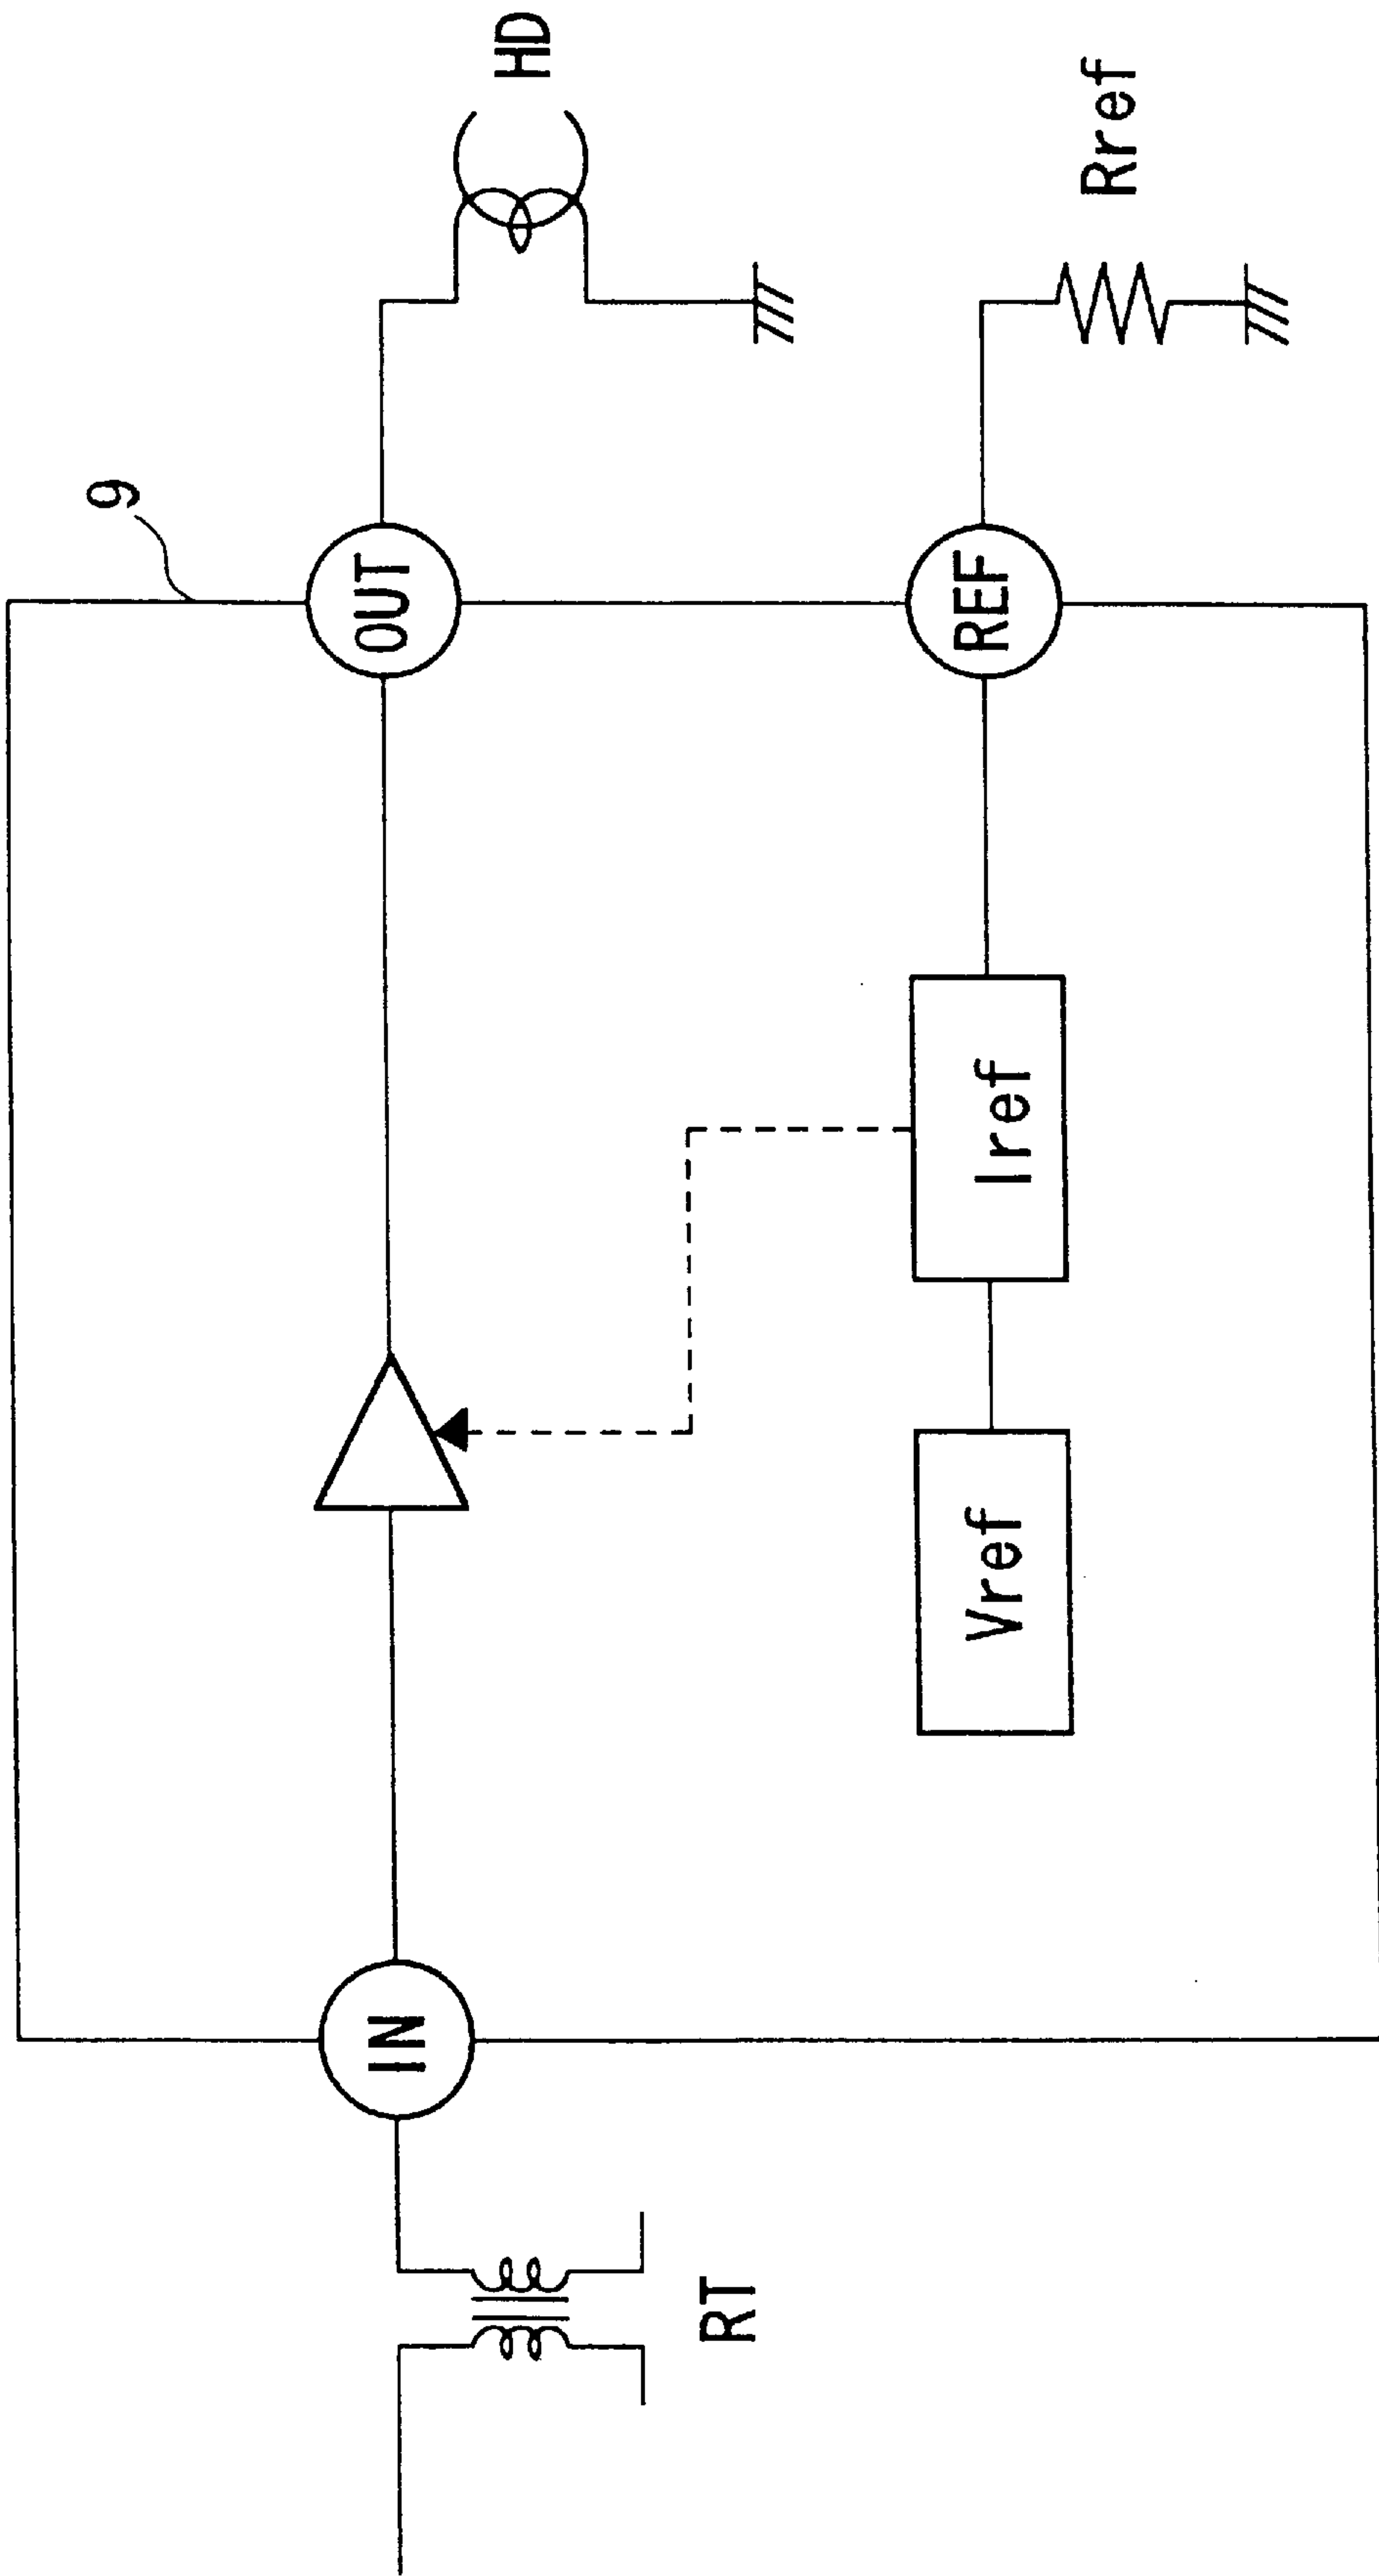 9
HD
RT
IN
OUT
Vref
Iref
REF
Rref